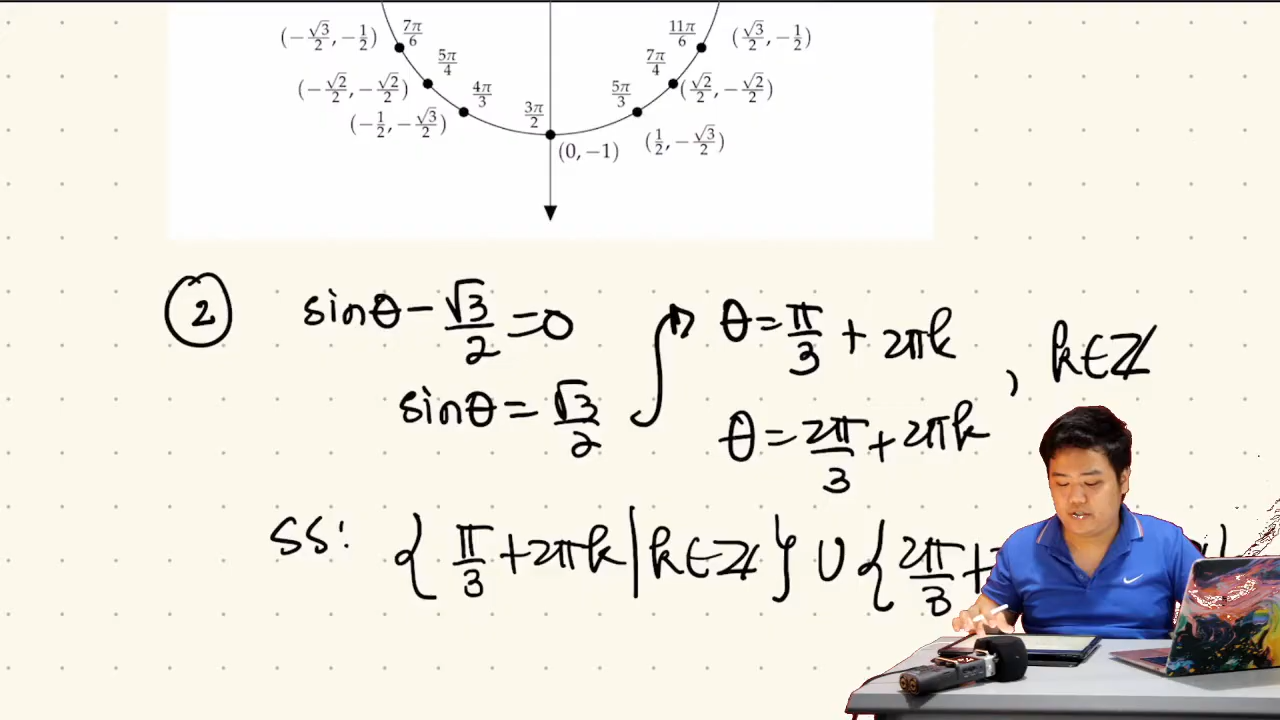 (-√3/2, -1/2) 7π/6 11π/6 (√3/2, -1/2)
(-√2/2, -√2/2) 5π/4 7π/4 (√2/2, -√2/2)
(-1/2, -√3/2) 4π/3 3π/2 5π/3 (1/2, -√3/2)
(0, -1)
② sinθ - √3/2 = 0
sinθ = √3/2
θ = π/3 + 2πk
θ = 2π/3 + 2πk
, k∈ℤ
SS: {π/3 + 2πk | k∈ℤ} ∪ {2π/3 +